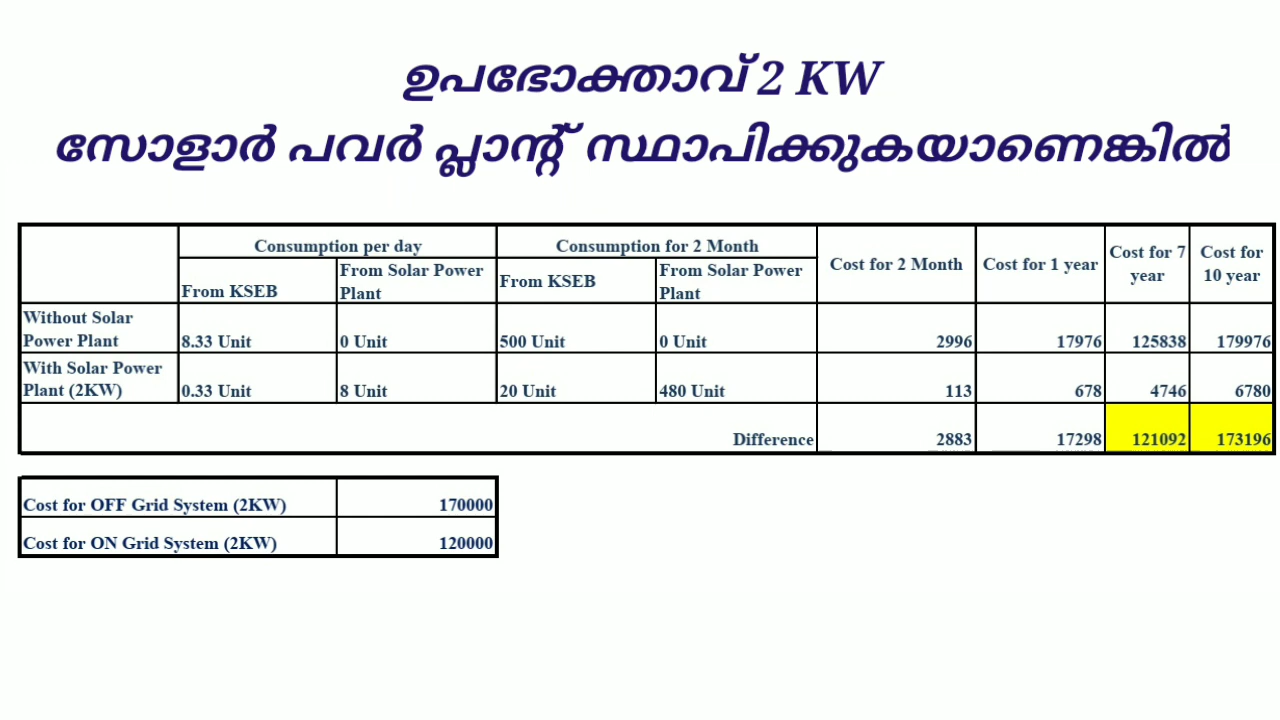 ഉപഭോക്താവ് 2 KW
സോളാർ പവർ പ്ലാന്റ് സ്ഥാപിക്കുകയാണെങ്കിൽ
Consumption per day Consumption for 2 Month Cost for 2 Month Cost for 1 year Cost for 7 year Cost for 10 year
From KSEB From Solar Power Plant From KSEB From Solar Power Plant
Without Solar Power Plant 8.33 Unit 0 Unit 500 Unit 0 Unit 2996 17976 125838 179976
With Solar Power Plant (2KW) 0.33 Unit 8 Unit 20 Unit 480 Unit 113 678 4746 6780
Difference 2883 17298 121092 173196
Cost for OFF Grid System (2KW) 170000
Cost for ON Grid System (2KW) 120000